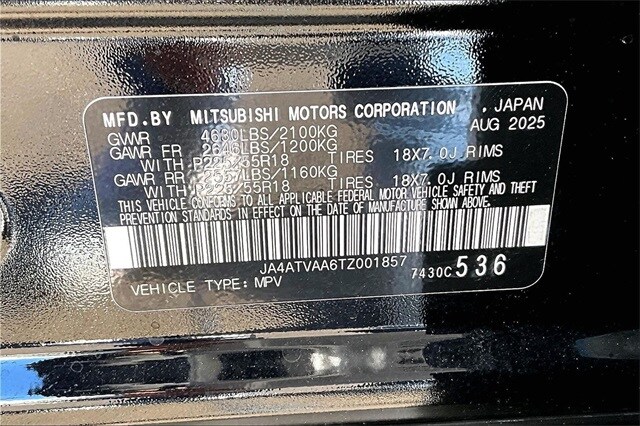 MFD.BY MITSUBISHI MOTORS CORPORATION , JAPAN
GVWR 4630LBS/2100KG AUG 2025
GAWR FR 2646LBS/1200KG
WITH P225/55R18 TIRES 18X7.0J RIMS
GAWR RR 2557LBS/1160KG
WITH P225/55R18 TIRES 18X7.0J RIMS
THIS VEHICLE CONFORMS TO ALL APPLICABLE FEDERAL MOTOR VEHICLE SAFETY AND THEFT
PREVENTION STANDARDS IN EFFECT ON THE DATE OF MANUFACTURE SHOWN ABOVE.
JA4ATVAA6TZ001857
VEHICLE TYPE: MPV 7430C 536